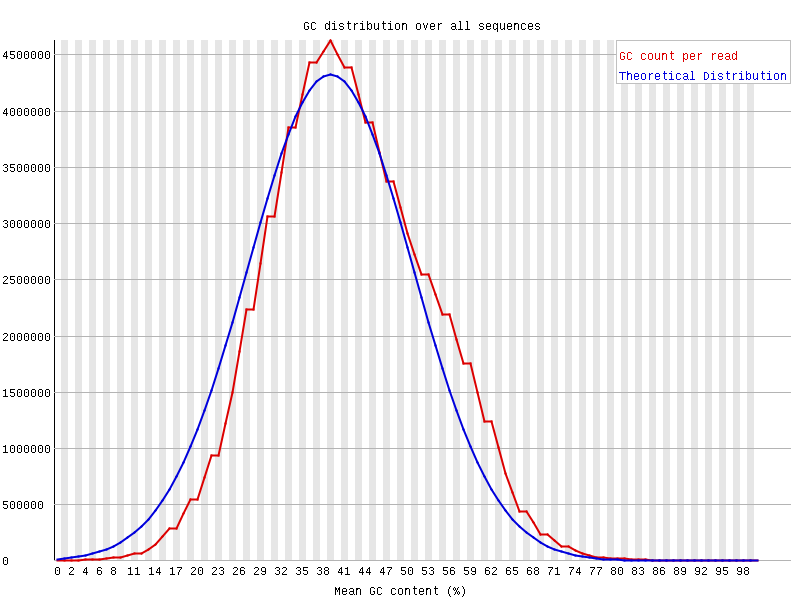 GC distribution over all sequences
GC count per read
Theoretical Distribution
4500000
4000000
3500000
3000000
2500000
2000000
1500000
1000000
500000
0
0 2 4 6 8 11 14 17 20 23 26 29 32 35 38 41 44 47 50 53 56 59 62 65 68 71 74 77 80 83 86 89 92 95 98
Mean GC content (%)